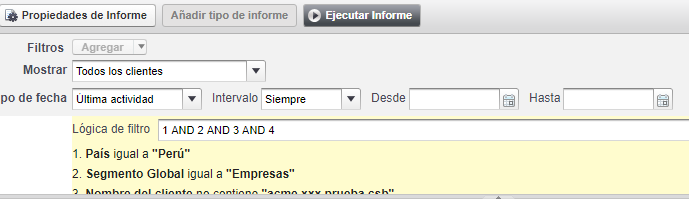 Propiedades de Informe Añadir tipo de informe Ejecutar Informe
Filtros Agregar
Mostrar Todos los clientes
po de fecha Última actividad Intervalo Siempre Desde Hasta
Lógica de filtro 1 AND 2 AND 3 AND 4
1. País igual a "Perú"
2. Segmento Global igual a "Empresas"
3. Nombre del cliente no contiene "acme,xxx,prueba,csb"